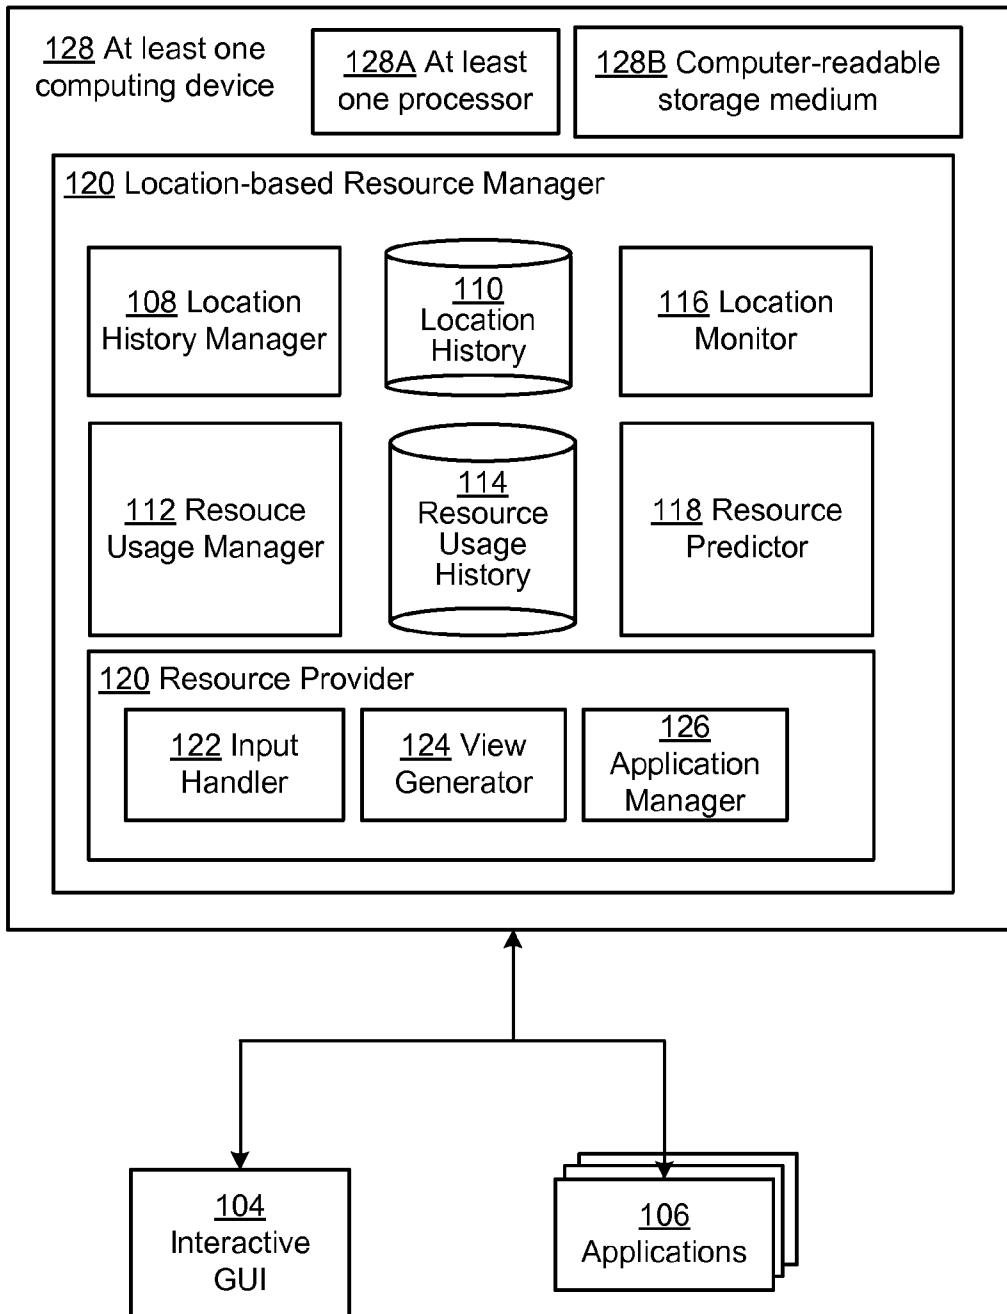 128 At least one
computing device
128A At least
one processor
128B Computer-readable
storage medium
120 Location-based Resource Manager
108 Location
History Manager
110
Location
History
116 Location
Monitor
112 Resouce
Usage Manager
114
Resource
Usage
History
118 Resource
Predictor
120 Resource Provider
122 Input
Handler
124 View
Generator
126
Application
Manager
104
Interactive
GUI
106
Applications